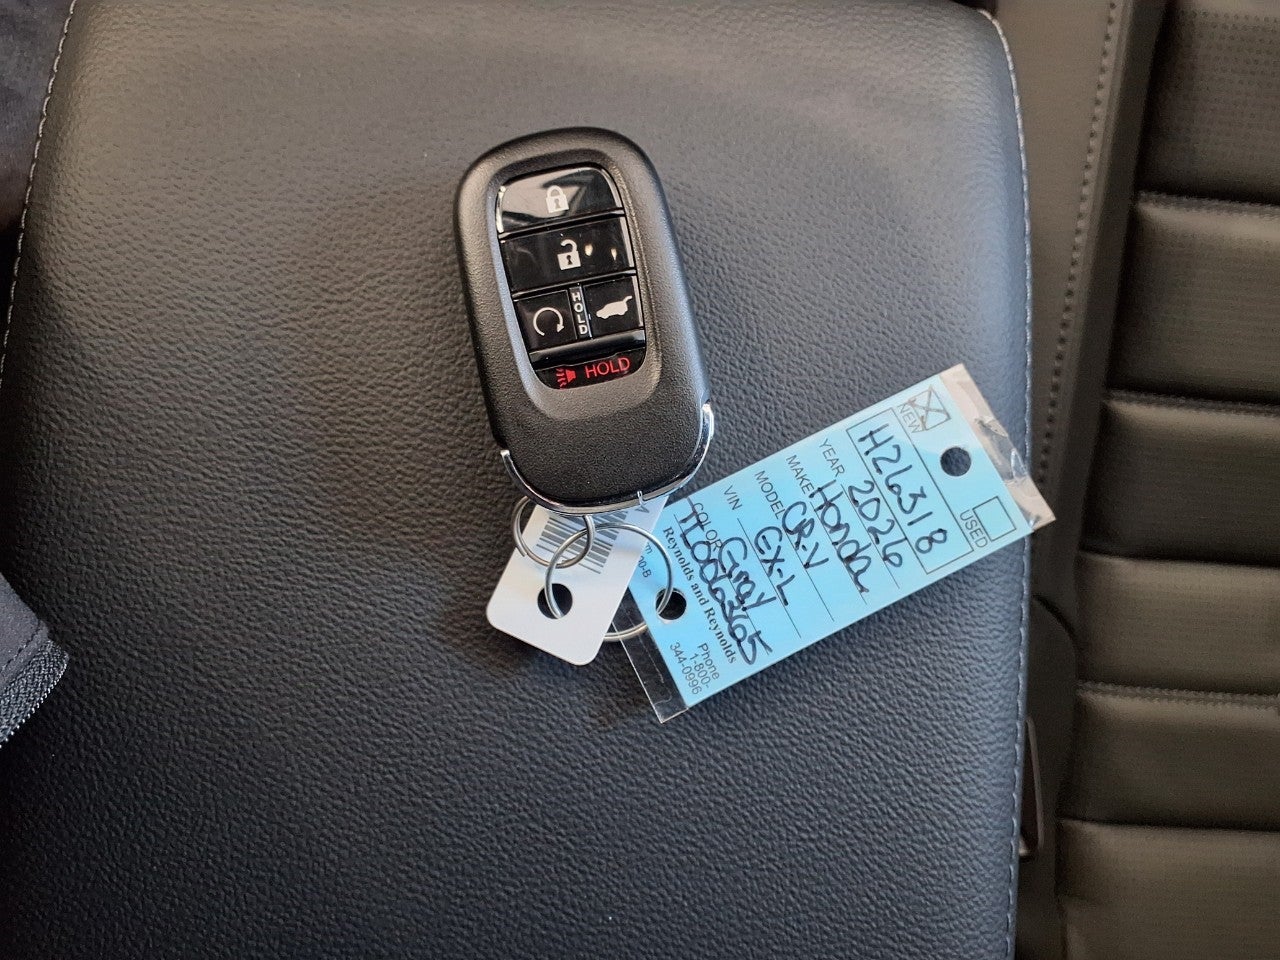 HOLD
HOLD
NEW
USED
H26318
YEAR 2026
MAKE Honda
MODEL CR-V
VIN EX-L
COLOR Gray
TL006365
Reynolds and Reynolds
Phone
1-800-
344-0996